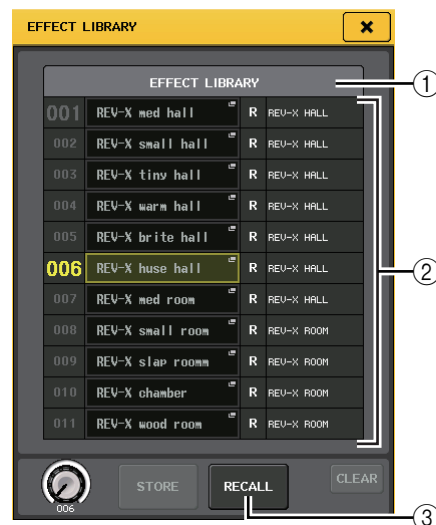 EFFECT LIBRARY
EFFECT LIBRARY
①
001 REV-X med hall R REV-X HALL
002 REV-X small hall R REV-X HALL
003 REV-X tiny hall R REV-X HALL
004 REV-X warm hall R REV-X HALL
005 REV-X brite hall R REV-X HALL
006 REV-X huse hall R REV-X HALL
②
007 REV-X med room R REV-X HALL
008 REV-X small room R REV-X ROOM
009 REV-X slap roomm R REV-X ROOM
010 REV-X chamber R REV-X ROOM
011 REV-X wood room R REV-X ROOM
006
STORE
RECALL
CLEAR
③